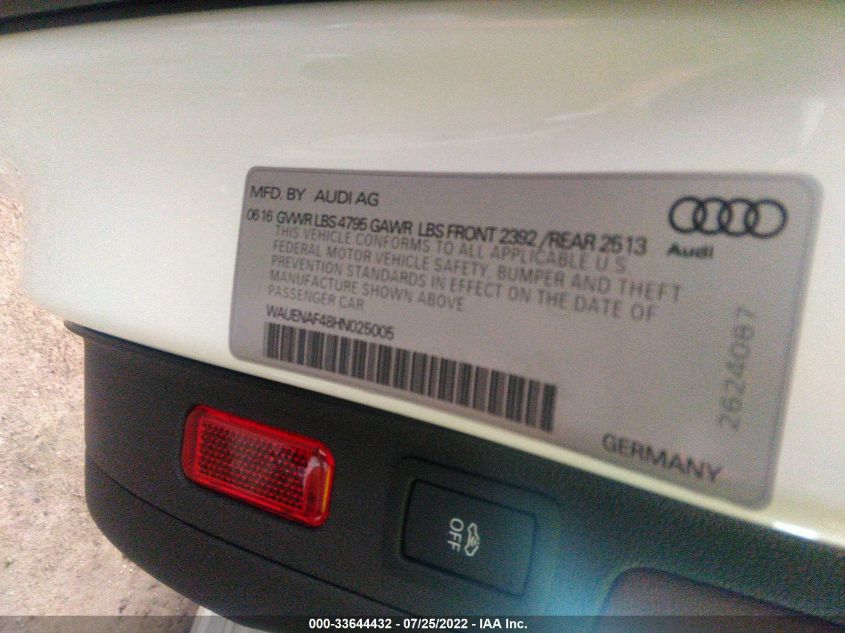 MFD. BY AUDI AG
06 16 GVWR LBS 4795 GAWR LBS FRONT 2392 /REAR 2513
THIS VEHICLE CONFORMS TO ALL APPLICABLE U.S
FEDERAL MOTOR VEHICLE SAFETY, BUMPER AND THEFT
PREVENTION STANDARDS IN EFFECT ON THE DATE OF
MANUFACTURE SHOWN ABOVE
PASSENGER CAR
WAUENAF48HN025005
Audi
2624087
GERMANY
OFF
000-33644432 - 07/25/2022 - IAA Inc.